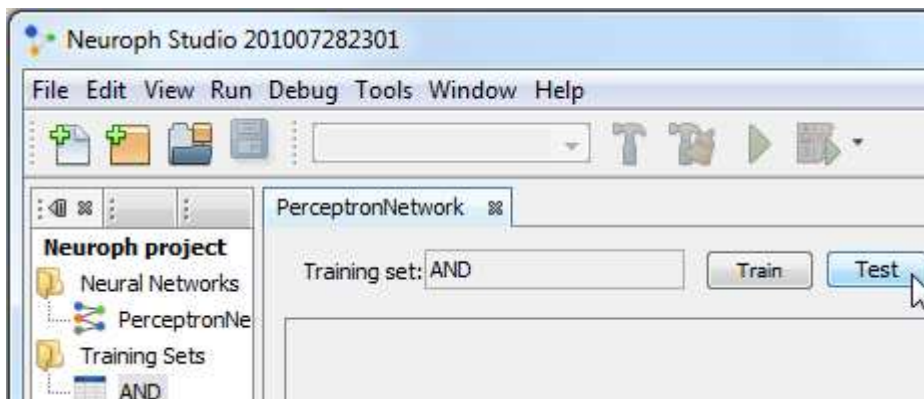 Neuroph Studio 201007282301
File Edit View Run Debug Tools Window Help
PerceptronNetwork
Neuroph project
Training set: AND Train Test
Neural Networks
PerceptronNe
Training Sets
AND